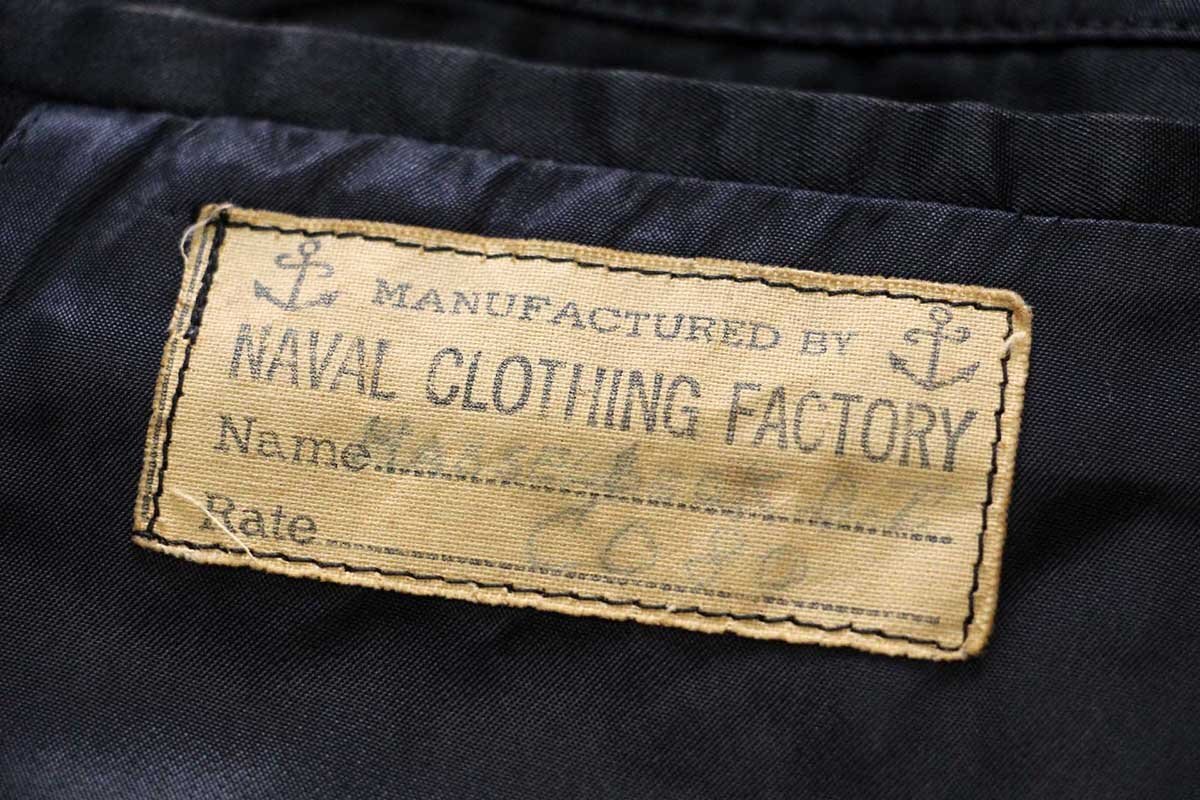 MANUFACTURED BY
NAVAL CLOTHING FACTORY
Name
Rate